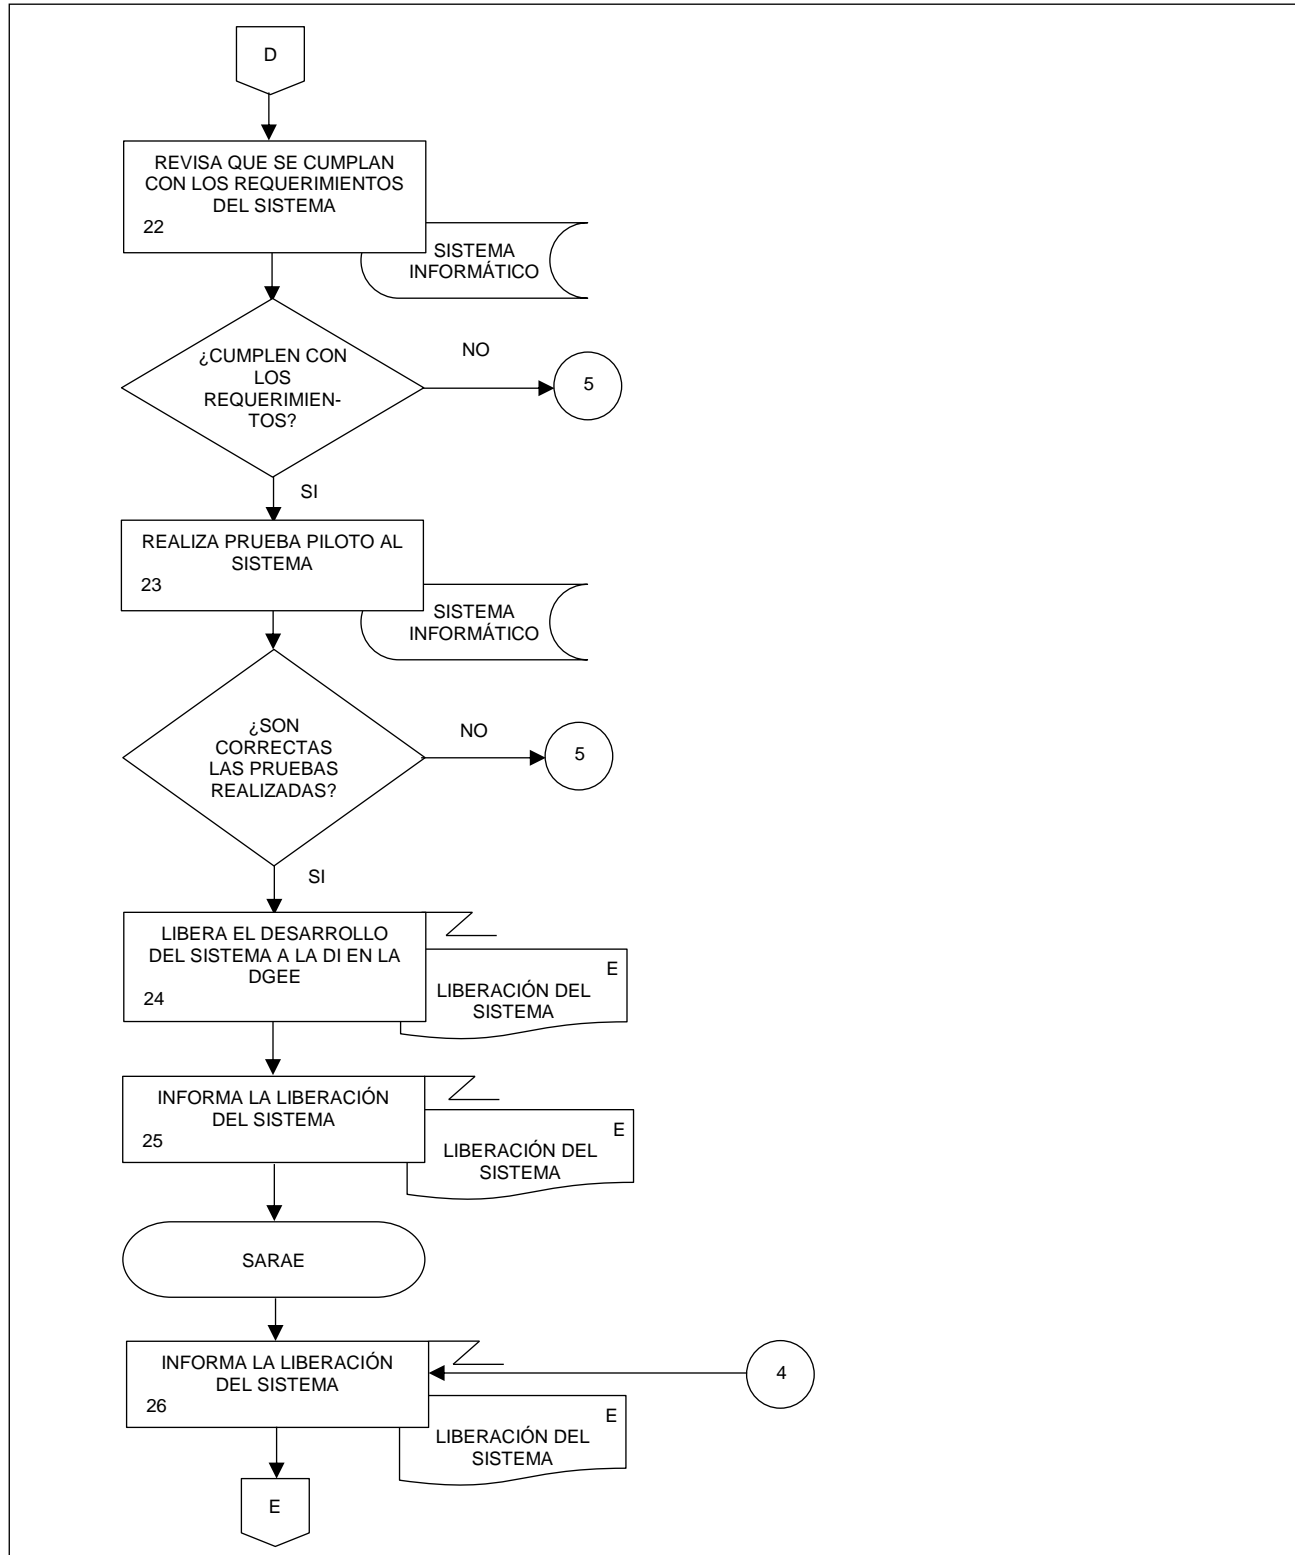 D
REVISA QUE SE CUMPLAN
CON LOS REQUERIMIENTOS
DEL SISTEMA
22
SISTEMA
INFORMÁTICO
¿CUMPLEN CON
LOS
REQUERIMIEN-
TOS?
NO
5
SI
REALIZA PRUEBA PILOTO AL
SISTEMA
23
SISTEMA
INFORMÁTICO
¿SON
CORRECTAS
LAS PRUEBAS
REALIZADAS?
NO
5
SI
LIBERA EL DESARROLLO
DEL SISTEMA A LA DI EN LA
DGEE
24
E
LIBERACIÓN DEL
SISTEMA
INFORMA LA LIBERACIÓN
DEL SISTEMA
25
E
LIBERACIÓN DEL
SISTEMA
SARAE
INFORMA LA LIBERACIÓN
DEL SISTEMA
26
4
E
LIBERACIÓN DEL
SISTEMA
E